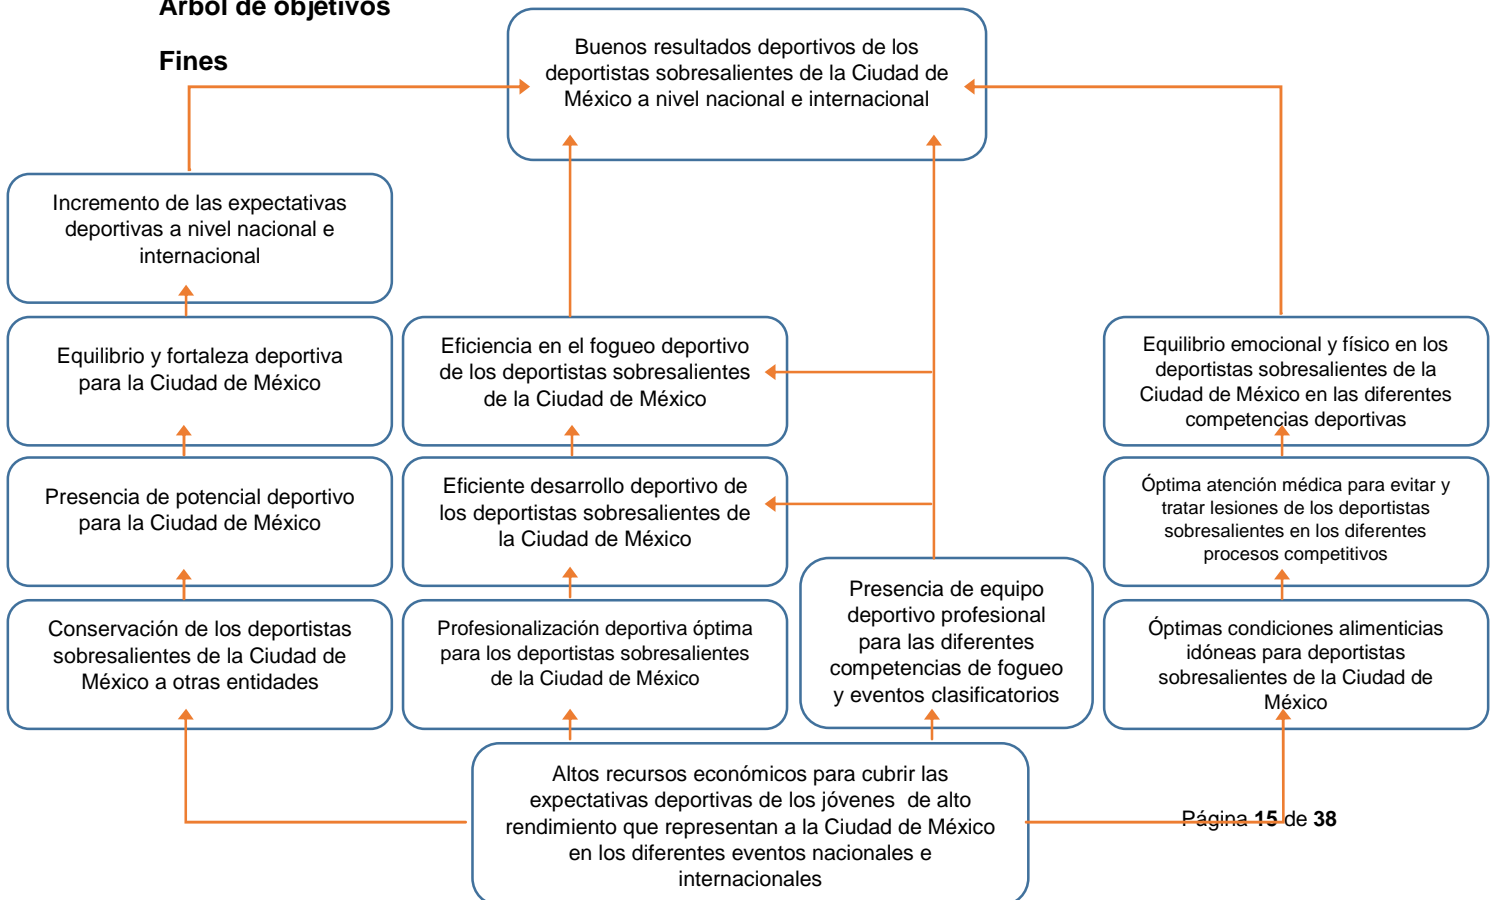 Árbol de objetivos
Fines
Buenos resultados deportivos de los
deportistas sobresalientes de la Ciudad de
México a nivel nacional e internacional
Incremento de las expectativas
deportivas a nivel nacional e
internacional
Equilibrio y fortaleza deportiva
para la Ciudad de México
Eficiencia en el fogueo deportivo
de los deportistas sobresalientes
de la Ciudad de México
Equilibrio emocional y físico en los
deportistas sobresalientes de la
Ciudad de México en las diferentes
competencias deportivas
Presencia de potencial deportivo
para la Ciudad de México
Eficiente desarrollo deportivo de
los deportistas sobresalientes de
la Ciudad de México
Óptima atención médica para evitar y
tratar lesiones de los deportistas
sobresalientes en los diferentes
procesos competitivos
Conservación de los deportistas
sobresalientes de la Ciudad de
México a otras entidades
Profesionalización deportiva óptima
para los deportistas sobresalientes
de la Ciudad de México
Presencia de equipo
deportivo profesional
para las diferentes
competencias de fogueo
y eventos clasificatorios
Óptimas condiciones alimenticias
idóneas para deportistas
sobresalientes de la Ciudad de
México
Altos recursos económicos para cubrir las
expectativas deportivas de los jóvenes  de alto
rendimiento que representan a la Ciudad de México
en los diferentes eventos nacionales e
internacionales
Página 15 de 38